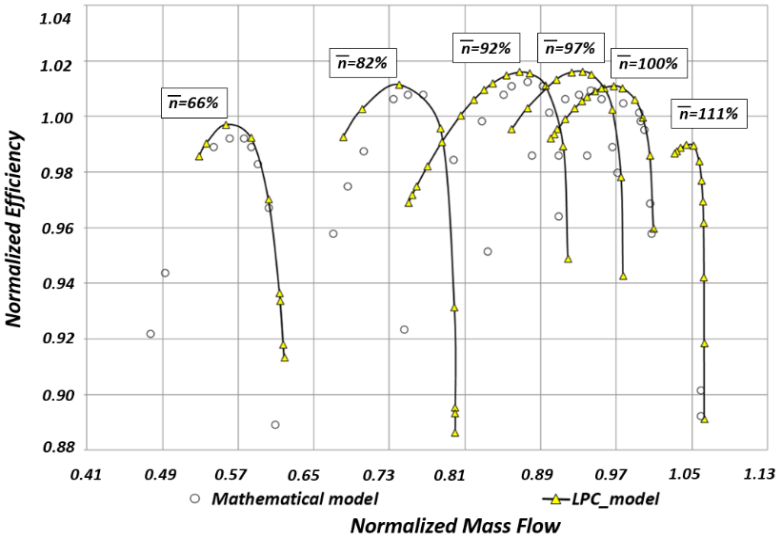 1.04
1.02
1.00
0.98
0.96
0.94
0.92
0.90
0.88
Normalized Efficiency
n̅=66%
n̅=82%
n̅=92%
n̅=97%
n̅=100%
n̅=111%
0.41 0.49 0.57 0.65 0.73 0.81 0.89 0.97 1.05 1.13
Mathematical model LPC_model
Normalized Mass Flow